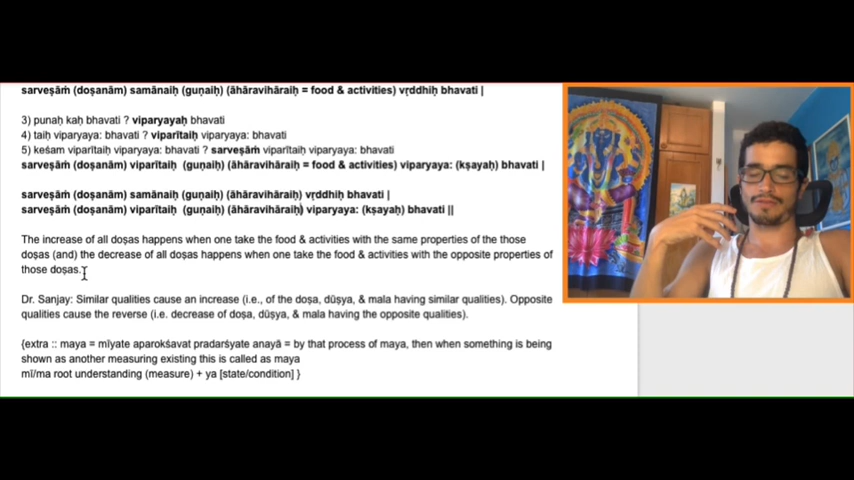 sarveṣāṁ (doṣanām) samānaiḥ (guṇaiḥ) (āhāravihāraiḥ = food & activities) vṛddhiḥ bhavati |
3) punaḥ kaḥ bhavati ? viparyayaḥ bhavati
4) taiḥ viparyaya: bhavati ? viparītaiḥ viparyaya: bhavati
5) keśam viparītaiḥ viparyaya: bhavati ? sarveṣāṁ viparītaiḥ viparyaya: bhavati
sarveṣāṁ (doṣanām) viparītaiḥ (guṇaiḥ) (āhāravihāraiḥ = food & activities) viparyaya: (kṣayaḥ) bhavati |
sarveṣāṁ (doṣanām) samānaiḥ (guṇaiḥ) (āhāravihāraiḥ) vṛddhiḥ bhavati |
sarveṣāṁ (doṣanām) viparītaiḥ (guṇaiḥ) (āhāravihāraiḥ) viparyaya: (kṣayaḥ) bhavati ||
The increase of all doṣas happens when one take the food & activities with the same properties of the those
doṣas (and) the decrease of all doṣas happens when one take the food & activities with the opposite properties of
those doṣas.
Dr. Sanjay: Similar qualities cause an increase (i.e., of the doṣa, dūṣya, & mala having similar qualities). Opposite
qualities cause the reverse (i.e. decrease of doṣa, dūṣya, & mala having the opposite qualities).
{extra :: maya = mīyate aparokśavat pradarśyate anayā = by that process of maya, then when something is being
shown as another measuring existing this is called as maya
mī/ma root understanding (measure) + ya [state/condition] }